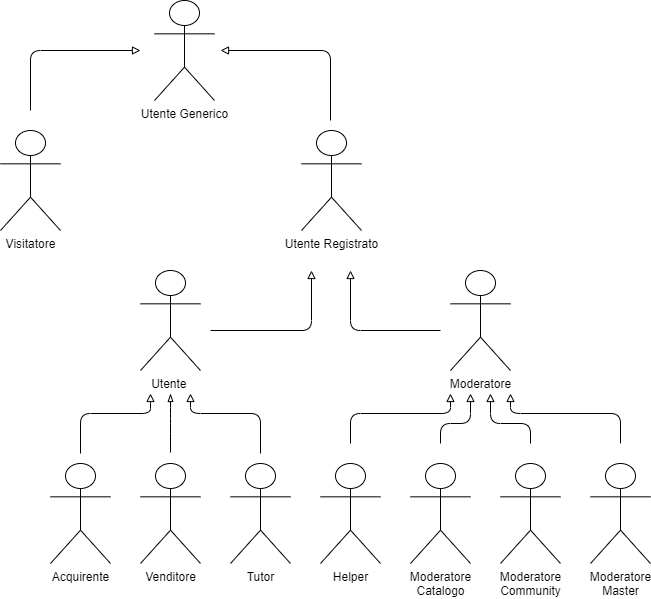 Utente Generico
Visitatore
Utente Registrato
Utente
Moderatore
Acquirente
Venditore
Tutor
Helper
Moderatore
Catalogo
Moderatore
Community
Moderatore
Master